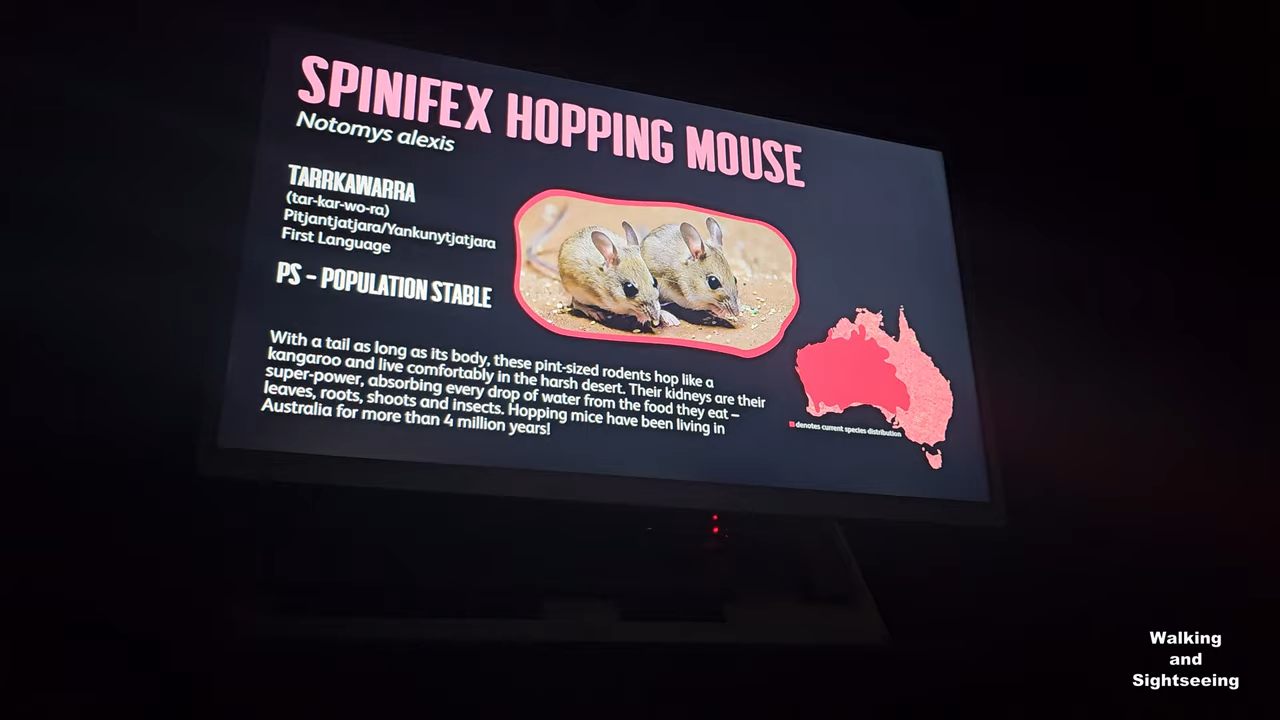 SPINIFEX HOPPING MOUSE
Notomys alexis
TARRKAWARRA
(tar-kar-wo-ra)
Pitjantjatjara/Yankunytjatjara
First Language
PS – POPULATION STABLE
With a tail as long as its body, these pint-sized rodents hop like a
kangaroo and live comfortably in the harsh desert. Their kidneys are their
super-power, absorbing every drop of water from the food they eat –
leaves, roots, shoots and insects. Hopping mice have been living in
Australia for more than 4 million years!
denotes current species distribution
Walking
and
Sightseeing